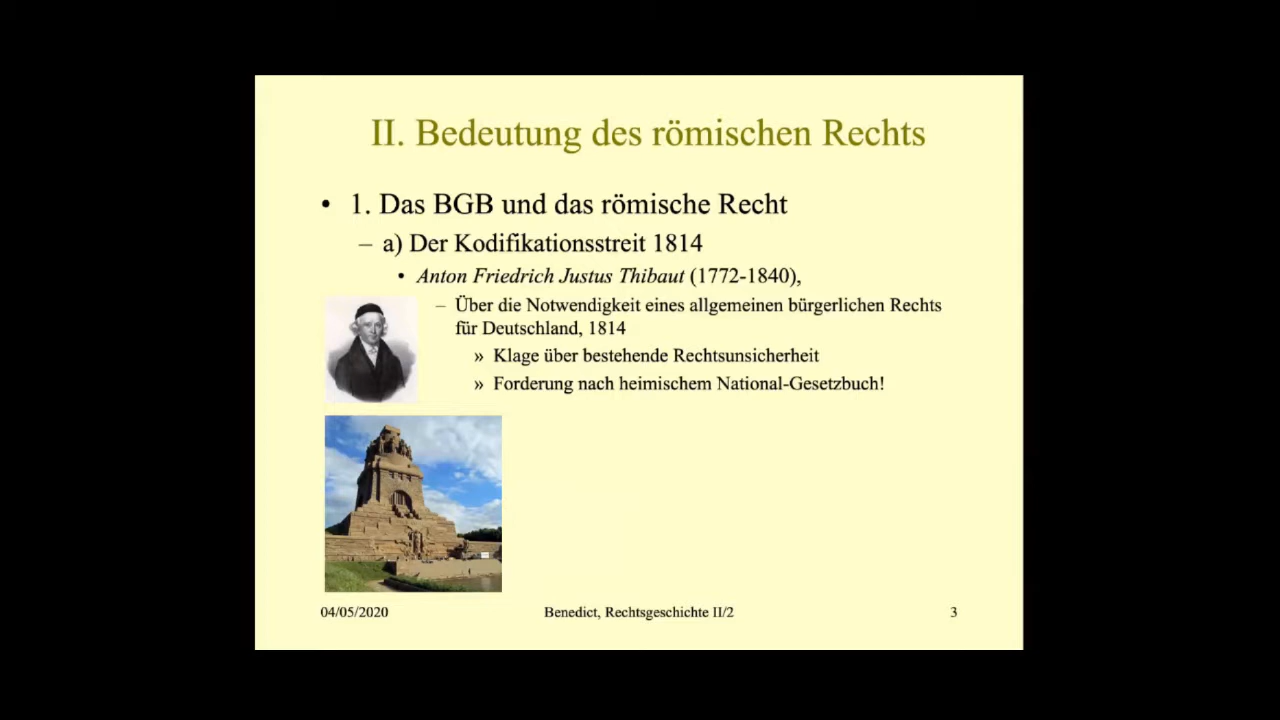 II. Bedeutung des römischen Rechts
• 1. Das BGB und das römische Recht
– a) Der Kodifikationsstreit 1814
• Anton Friedrich Justus Thibaut (1772-1840),
– Über die Notwendigkeit eines allgemeinen bürgerlichen Rechts
für Deutschland, 1814
» Klage über bestehende Rechtsunsicherheit
» Forderung nach heimischem National-Gesetzbuch!
04/05/2020
Benedict, Rechtsgeschichte II/2
3